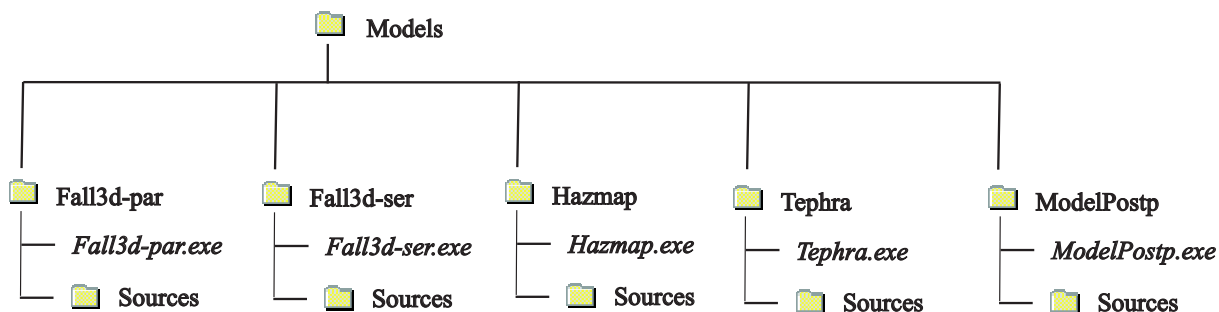 Models
Fall3d-par
Fall3d-par.exe
Sources
Fall3d-ser
Fall3d-ser.exe
Sources
Hazmap
Hazmap.exe
Sources
Tephra
Tephra.exe
Sources
ModelPostp
ModelPostp.exe
Sources